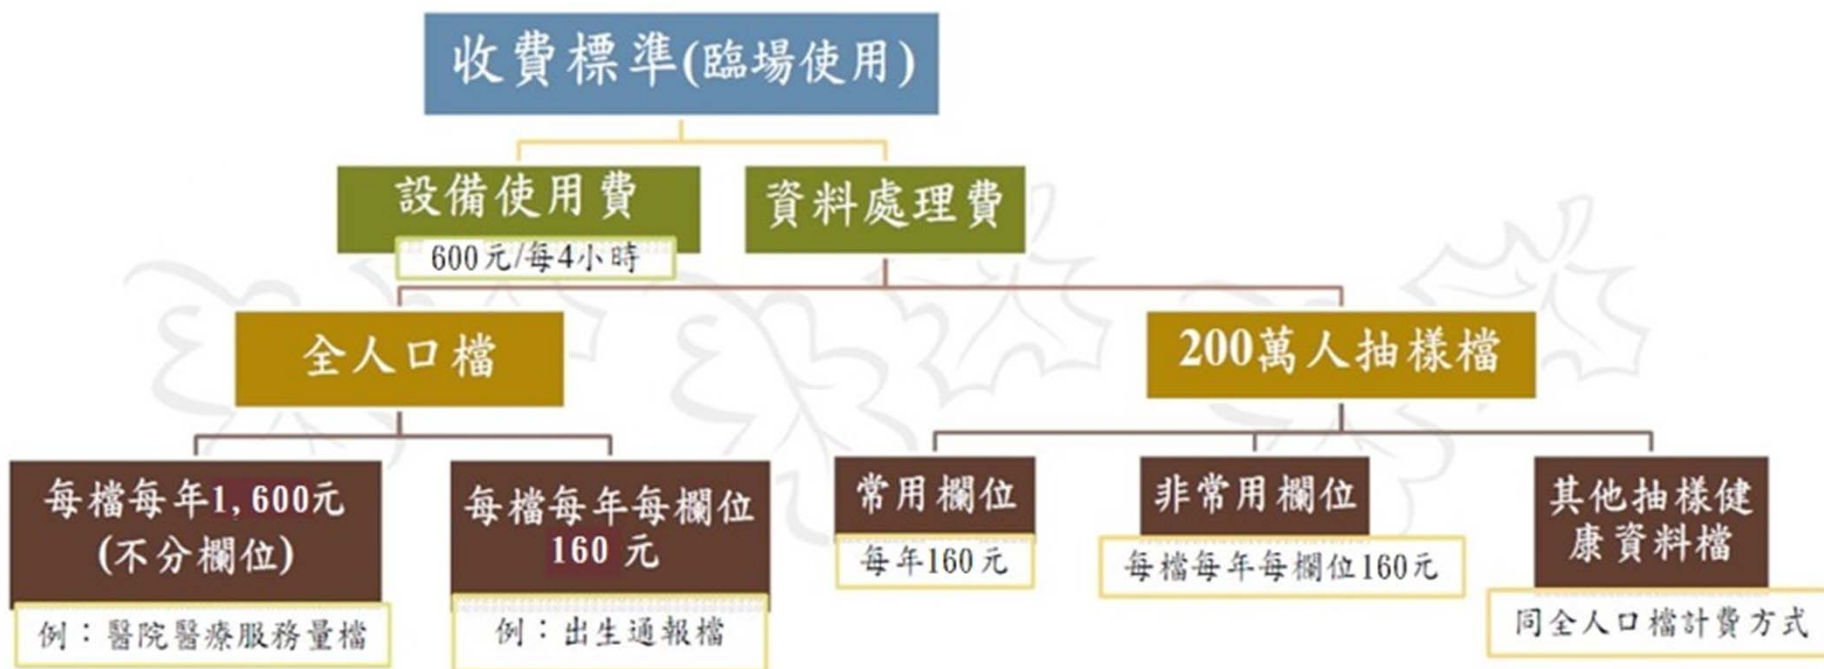 收費標準(臨場使用)
設備使用費
600元/每4小時
資料處理費
全人口檔
200萬人抽樣檔
每檔每年1,600元
(不分欄位)
例：醫院醫療服務量檔
每檔每年每欄位
160 元
例：出生通報檔
常用欄位
每年160元
非常用欄位
每檔每年每欄位160元
其他抽樣健
康資料檔
同全人口檔計費方式